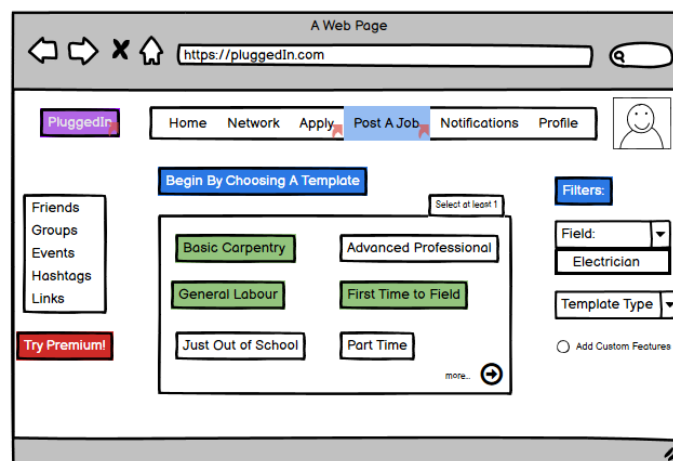 A Web Page
https://pluggedIn.com
PluggedIn
Home Network Apply Post A Job Notifications Profile
Begin By Choosing A Template
Filters:
Select at least 1
Friends
Groups
Events
Hashtags
Links
Try Premium!
Basic Carpentry Advanced Professional
General Labour First Time to Field
Just Out of School Part Time
more..
Field:
Electrician
Template Type
Add Custom Features